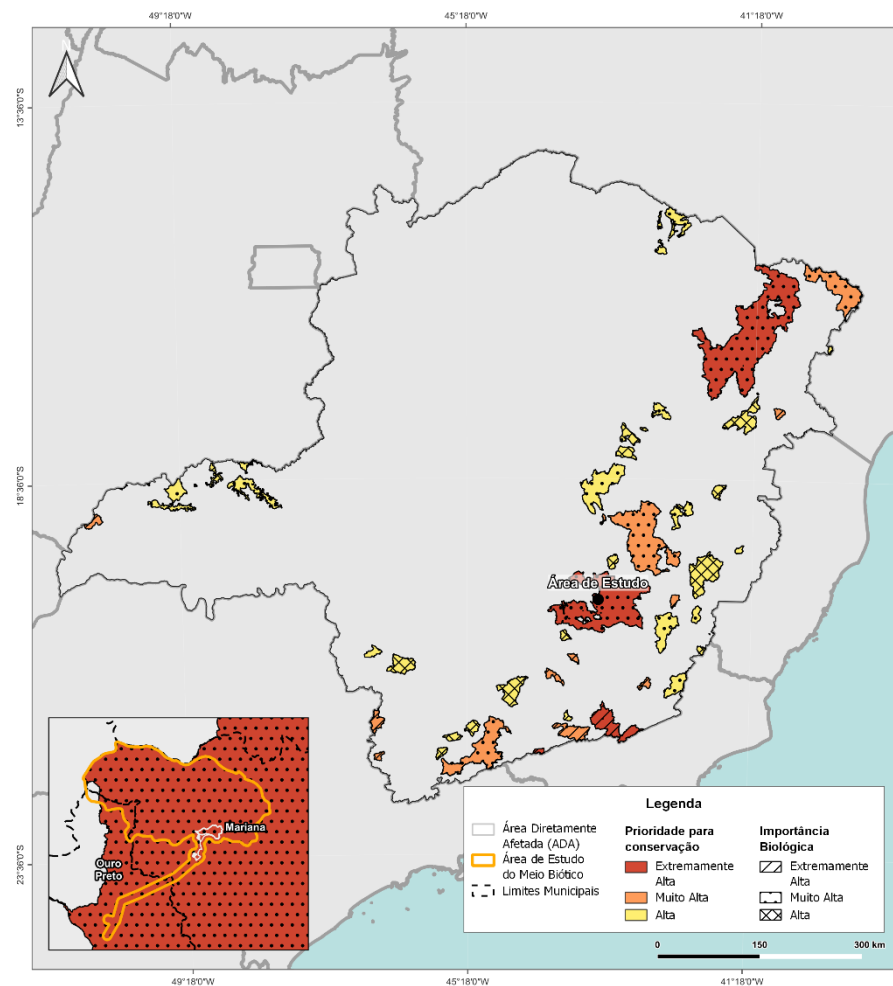 49°18'0"W
45°18'0"W
41°18'0"W
13°36'0"S
18°36'0"S
23°36'0"S
Área de Estudo
Mariana
Ouro
Preto
Legenda
Área Diretamente
Afetada (ADA)
Área de Estudo
do Meio Biótico
Limites Municipais
Prioridade para
conservação
Extremamente
Alta
Muito Alta
Alta
Importância
Biológica
Extremamente
Alta
Muito Alta
Alta
0 150 300 km
49°18'0"W
45°18'0"W
41°18'0"W